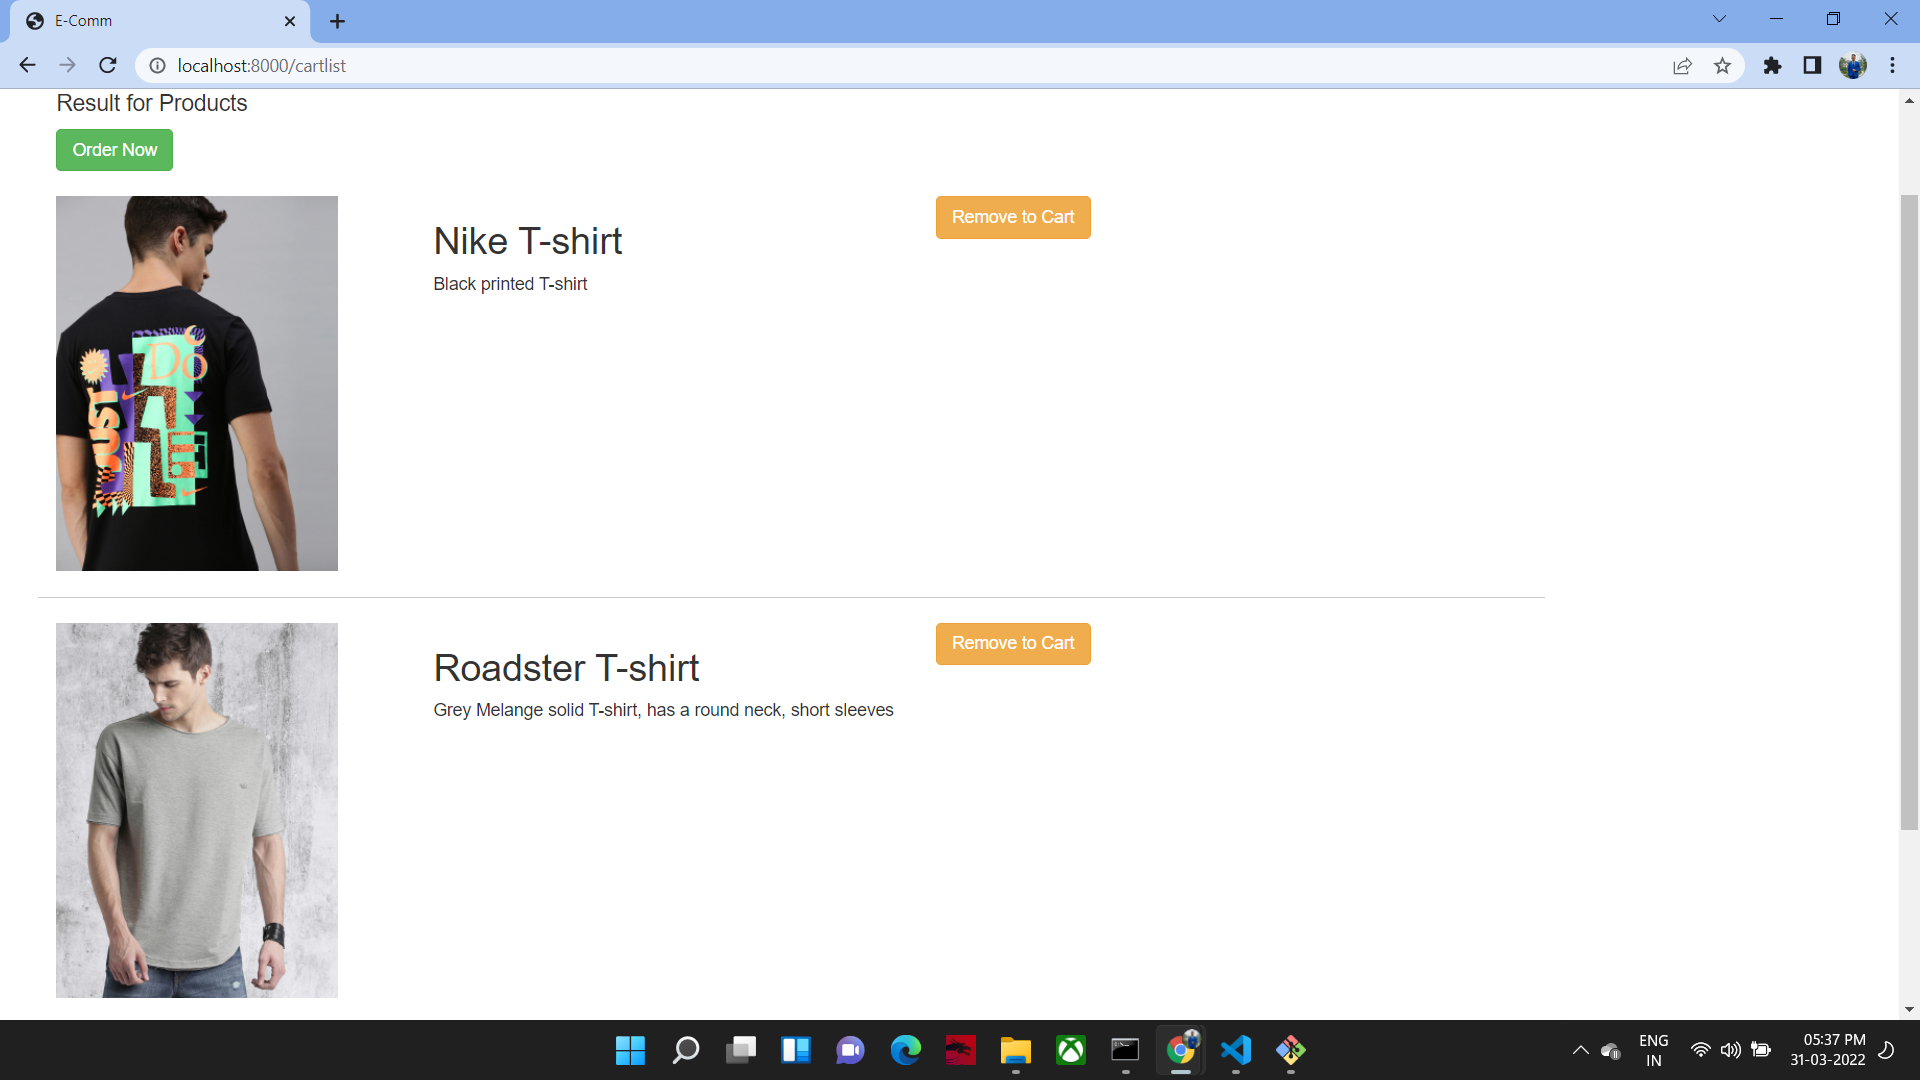 E-Comm
localhost:8000/cartlist
Result for Products
Order Now
Nike T-shirt
Remove to Cart
Black printed T-shirt
JUST
Do
Roadster T-shirt
Remove to Cart
Grey Melange solid T-shirt, has a round neck, short sleeves
ENG
IN
05:37 PM
31-03-2022